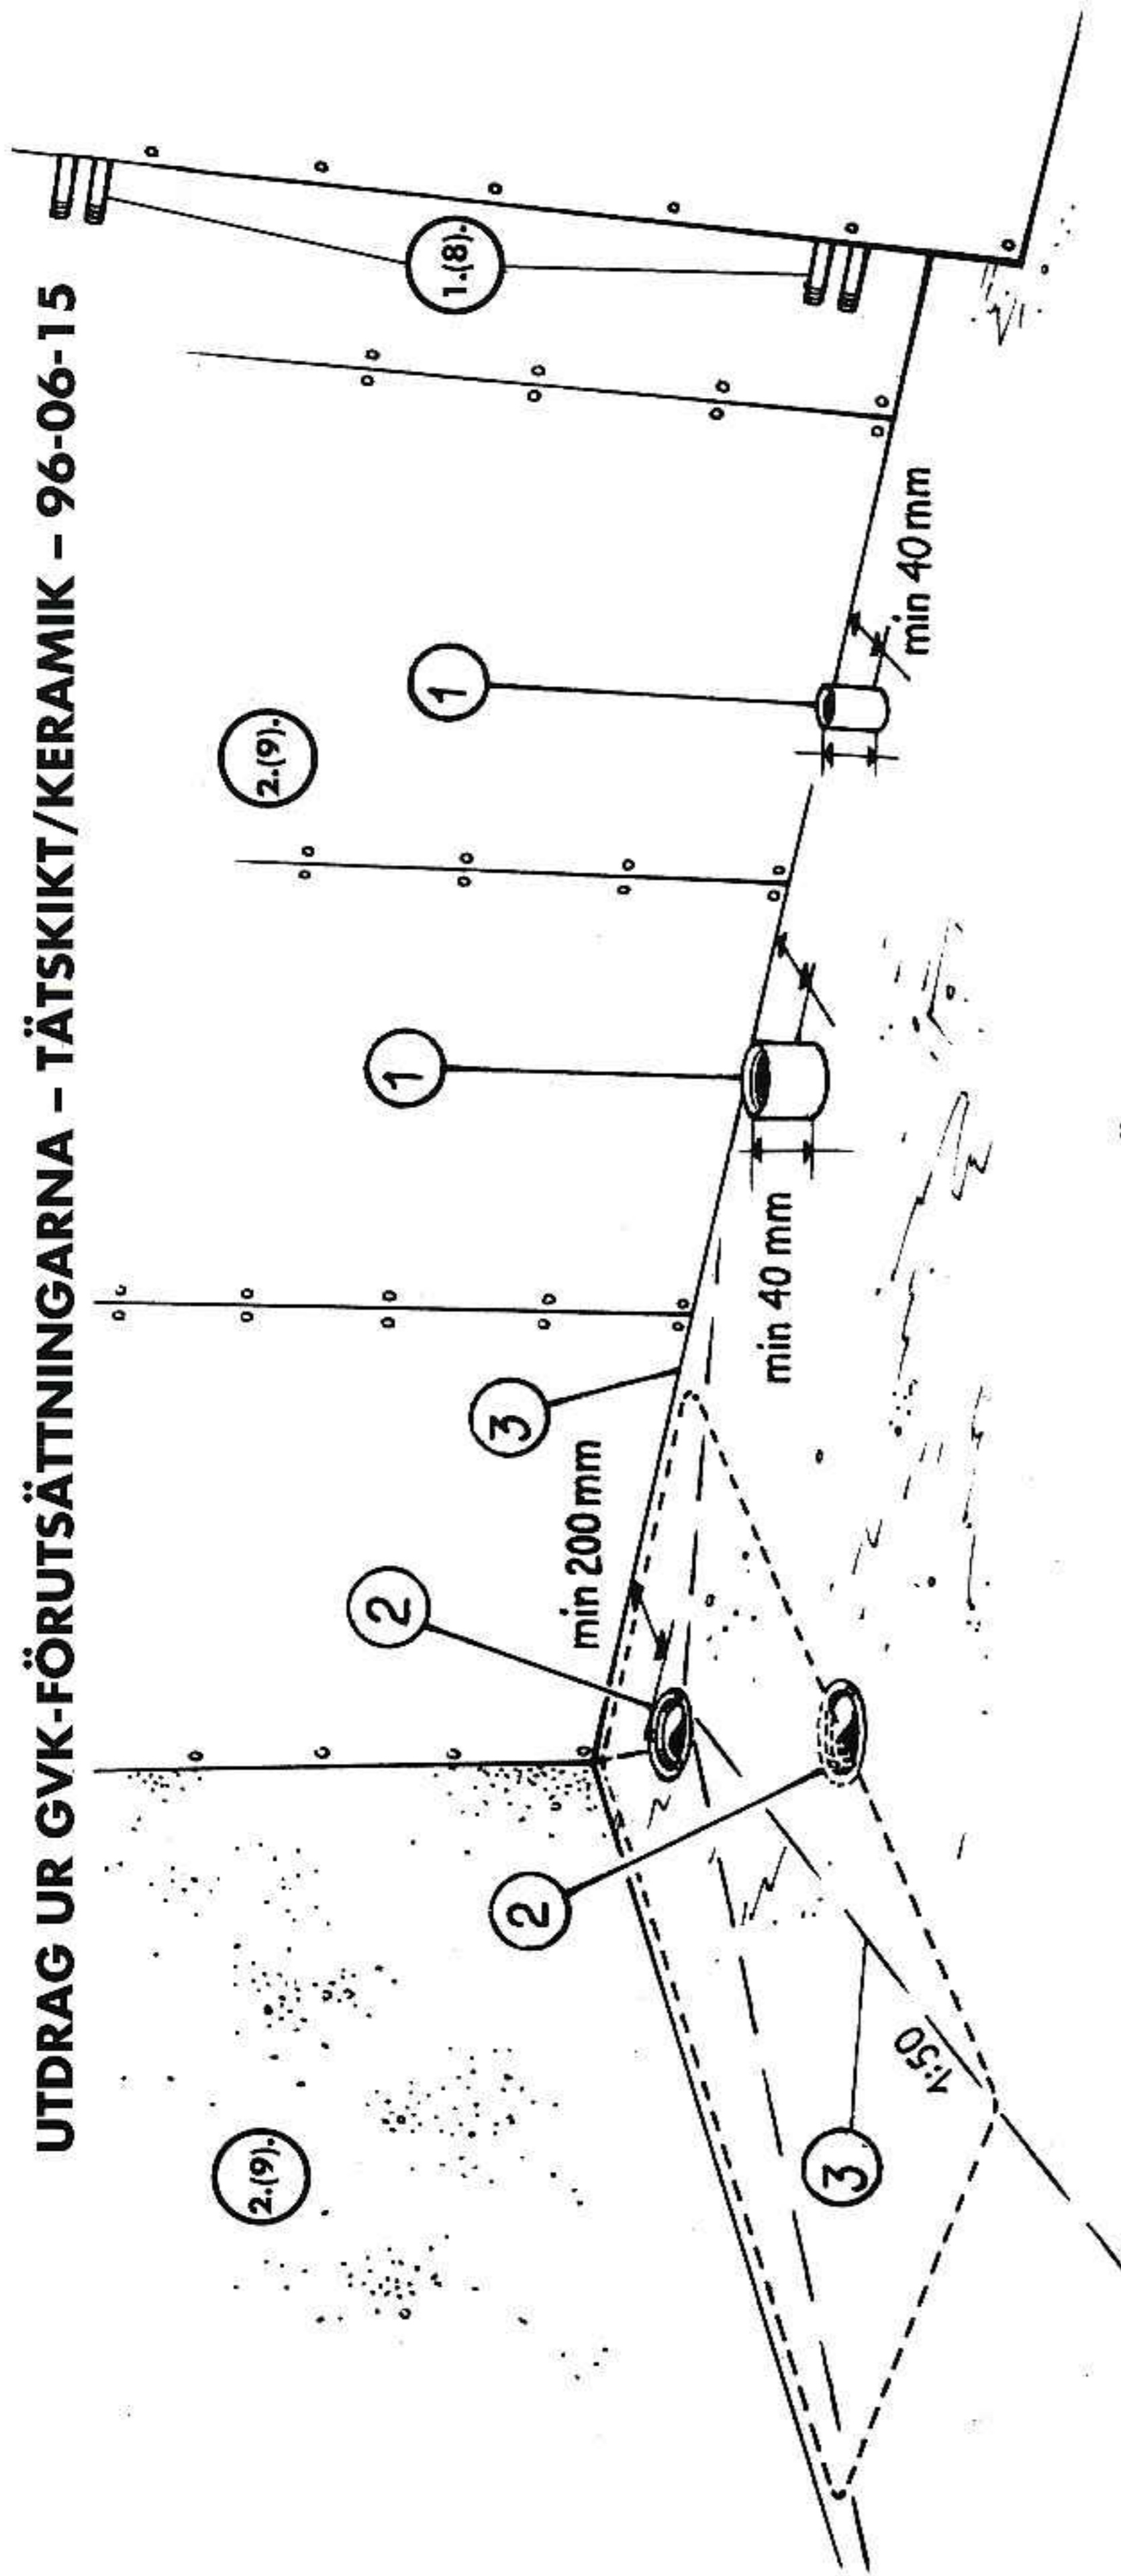 UTDRAG UR GVK-FÖRUTSÄTTNINGARNA – TÄTSKIKT/KERAMIK – 96-06-15
1.(8).
2.(9).
2.(9).
1
1
2
3
min 200 mm
min 40 mm
min 40 mm
2
3
1:50